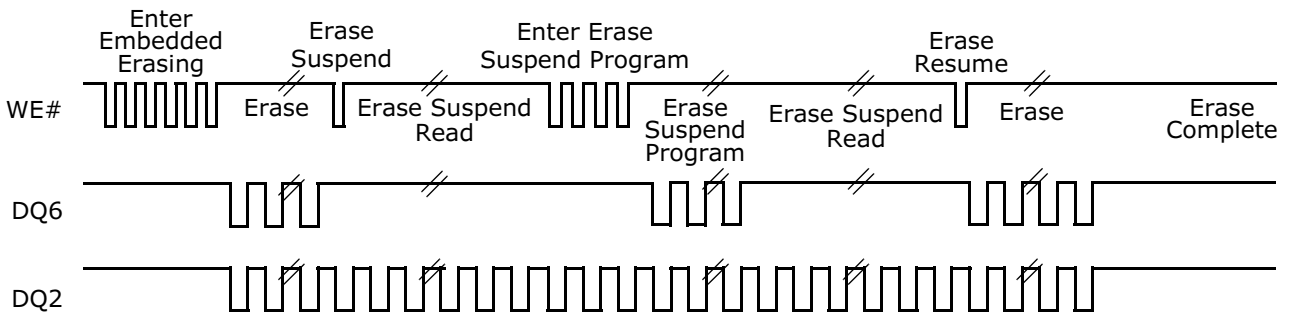 Enter
Embedded
Erasing
Erase
Suspend
Enter Erase
Suspend Program
Erase
Resume
WE#
Erase
Erase Suspend
Read
Erase
Suspend
Program
Erase Suspend
Read
Erase
Erase
Complete
DQ6
DQ2